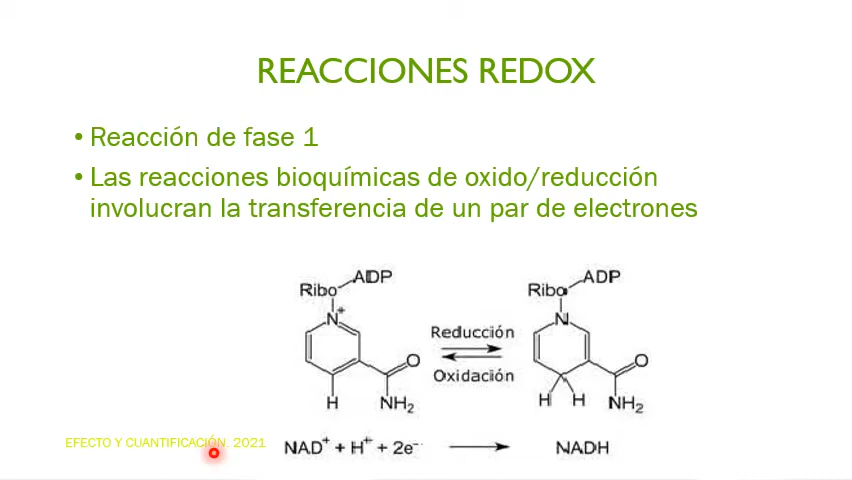 REACCIONES REDOX
• Reacción de fase 1
• Las reacciones bioquímicas de oxido/reducción
involucran la transferencia de un par de electrones
ADP
Ribo
N+
O
H
NH2
Reducción
Oxidación
ADP
Ribo
N
O
H H
NH2
EFECTO Y CUANTIFICACIÓN. 2021
NAD+ + H+ + 2e-
NADH